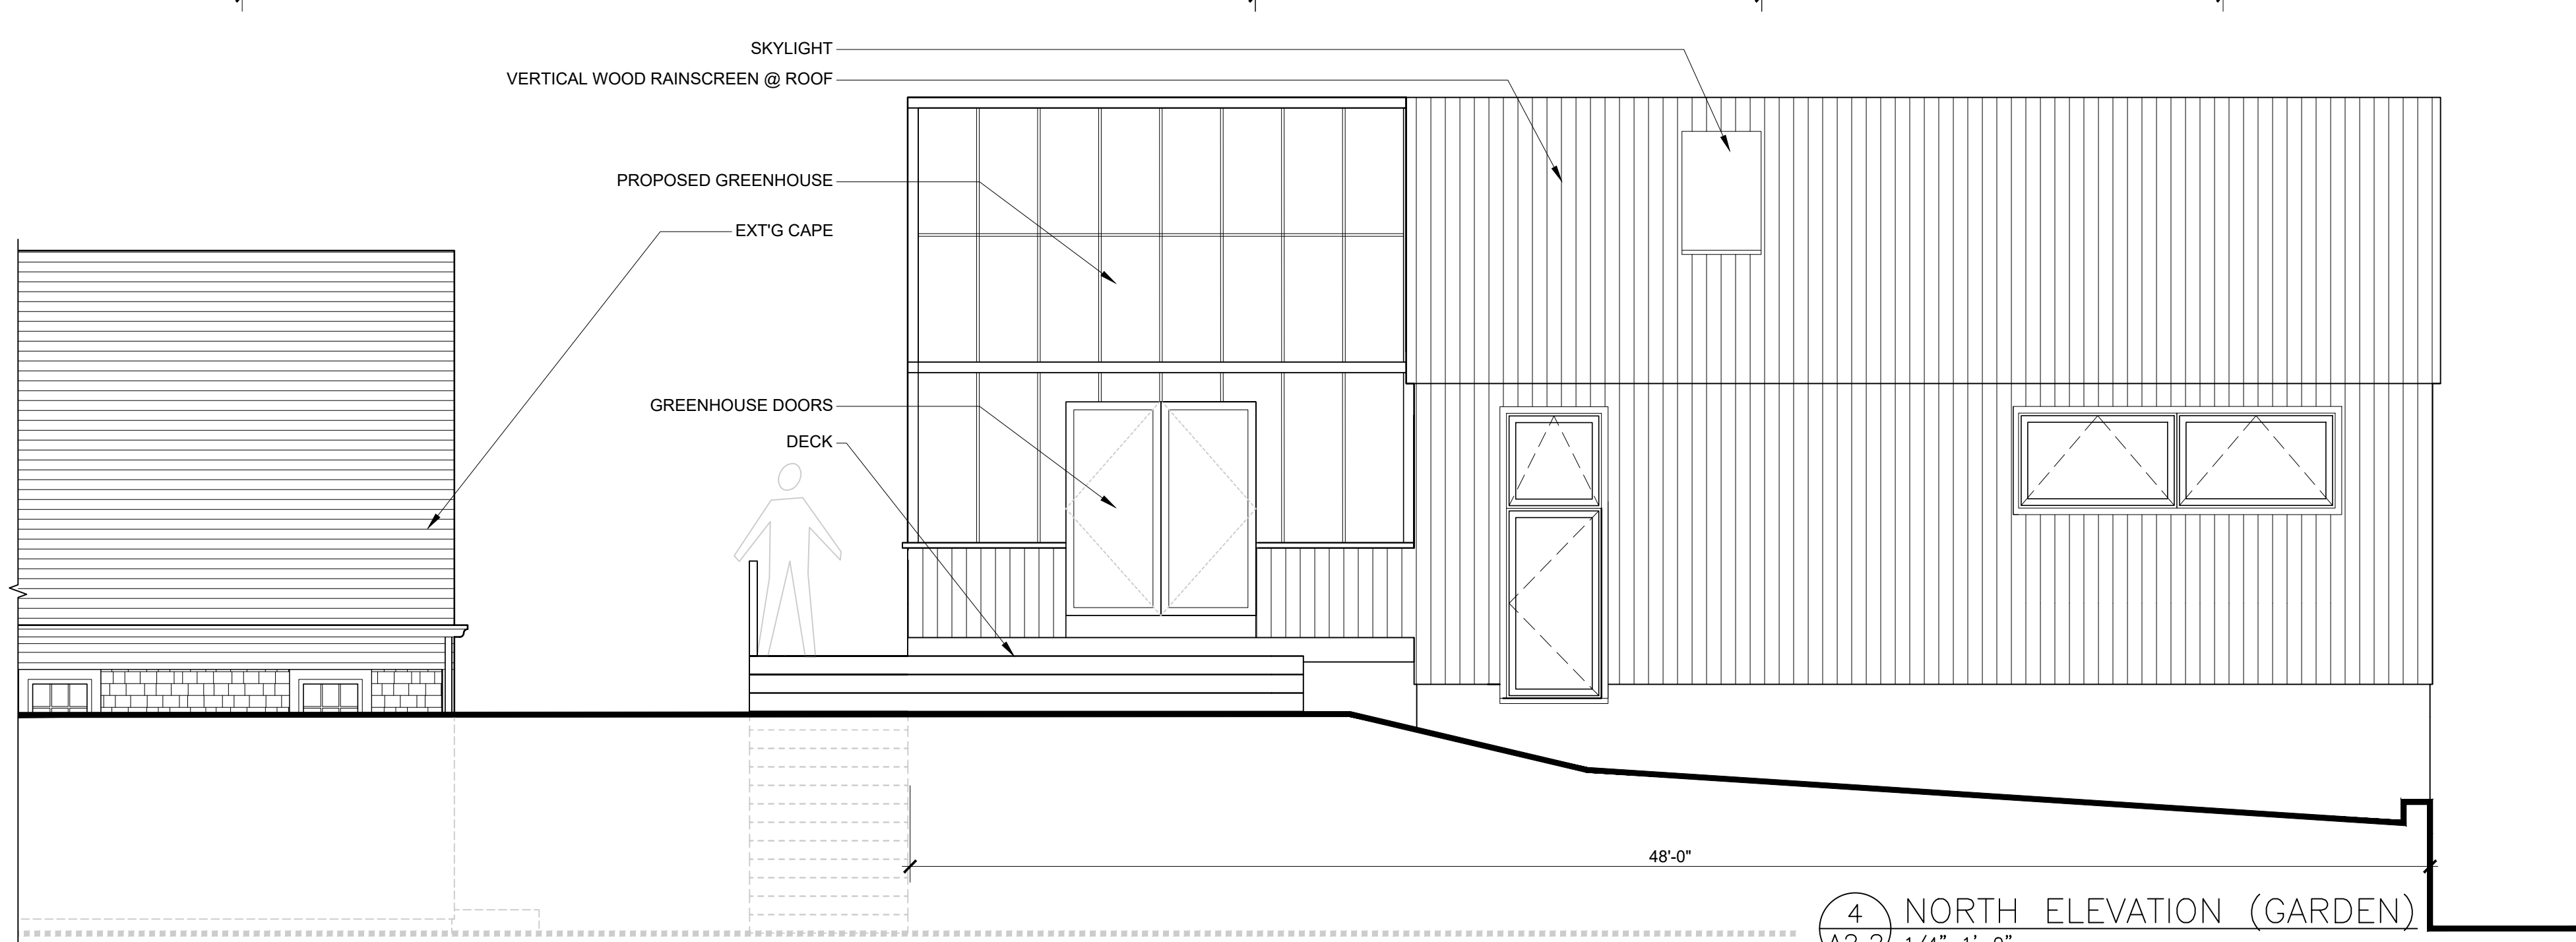 SKYLIGHT
VERTICAL WOOD RAINSCREEN @ ROOF
PROPOSED GREENHOUSE
EXT'G CAPE
GREENHOUSE DOORS
DECK
48'-0"
4
NORTH ELEVATION (GARDEN)